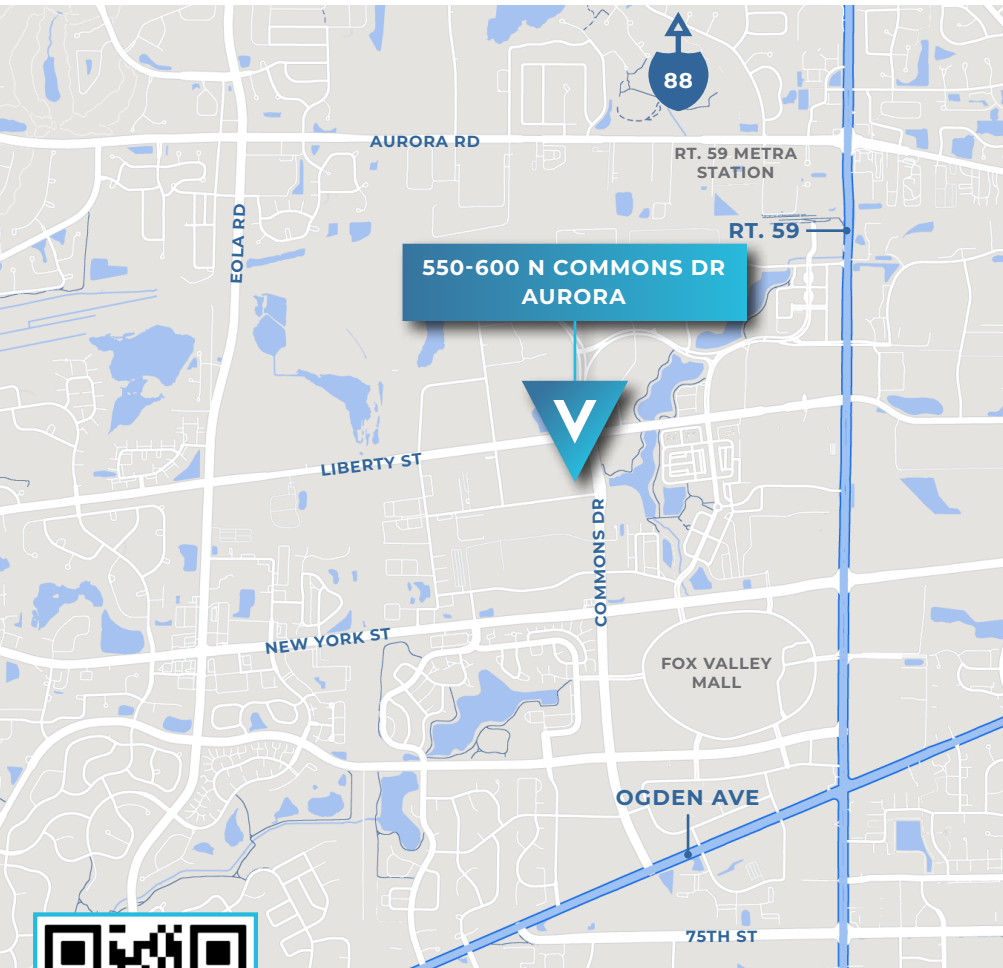 88
AURORA RD
RT. 59 METRA
STATION
EOLA RD
RT. 59
550-600 N COMMONS DR
AURORA
V
LIBERTY ST
COMMONS DR
NEW YORK ST
FOX VALLEY
MALL
OGDEN AVE
75TH ST